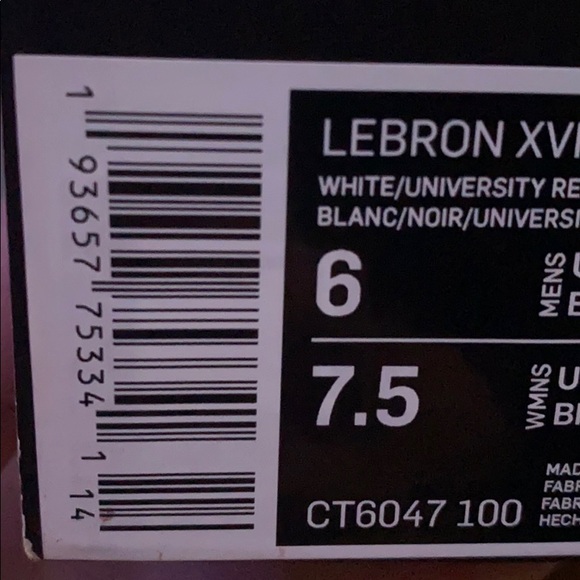 LEBRON XVI
WHITE/UNIVERSITY RE
BLANC/NOIR/UNIVERSI
6
MENS
U
E
7.5
WMNS
U
B
MAD
FABR
FABR
HECH
CT6047 100
1 93657 75334 1 14